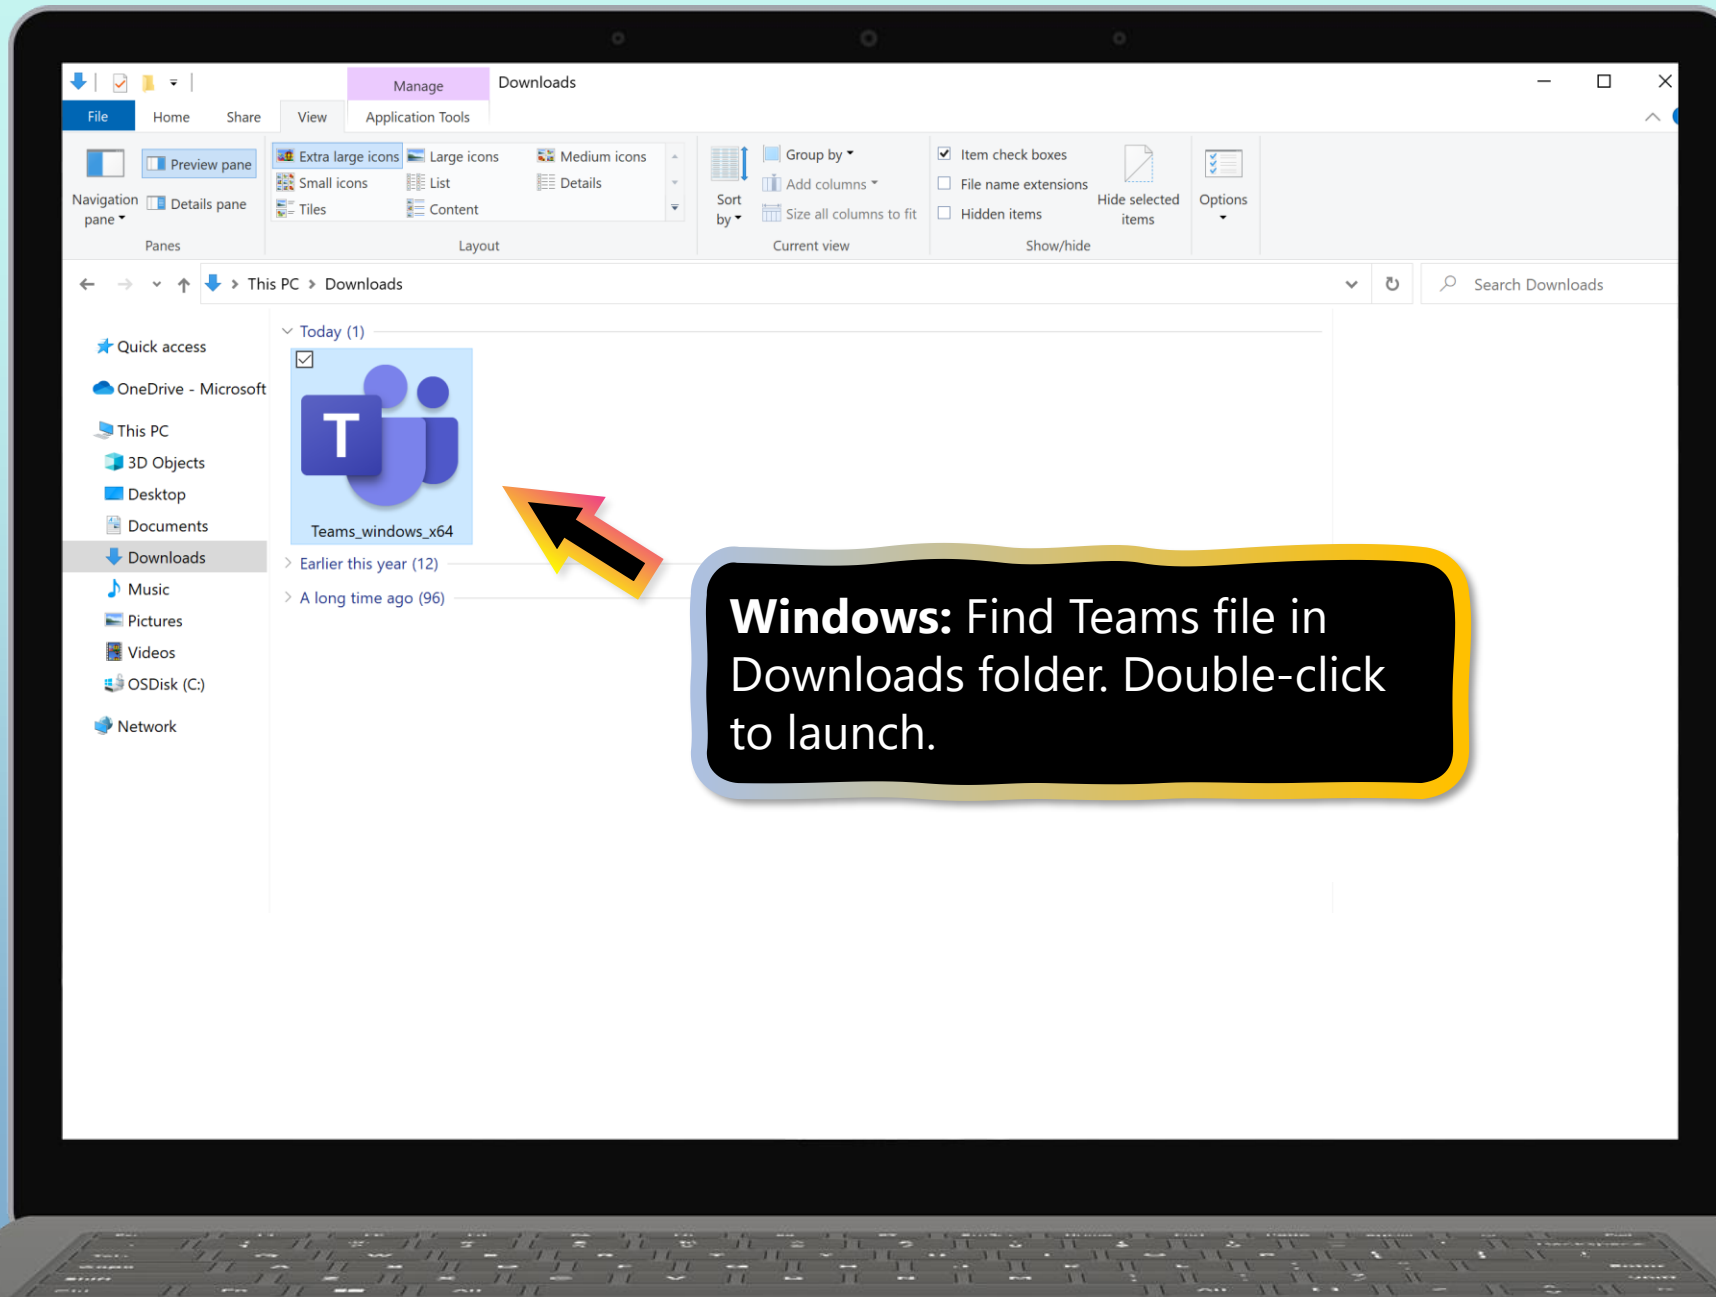 Manage
Downloads
File
Home
Share
View
Application Tools
Navigation
pane
Preview pane
Details pane
Panes
Extra large icons
Large icons
Medium icons
Small icons
List
Details
Tiles
Content
Layout
Sort
by
Group by
Add columns
Size all columns to fit
Current view
Item check boxes
File name extensions
Hidden items
Hide selected
items
Show/hide
Options
This PC
Downloads
Search Downloads
Quick access
OneDrive - Microsoft
This PC
3D Objects
Desktop
Documents
Downloads
Music
Pictures
Videos
OSDisk (C:)
Network
Today (1)
T
Teams_windows_x64
Earlier this year (12)
A long time ago (96)
Windows: Find Teams file in
Downloads folder. Double-click
to launch.